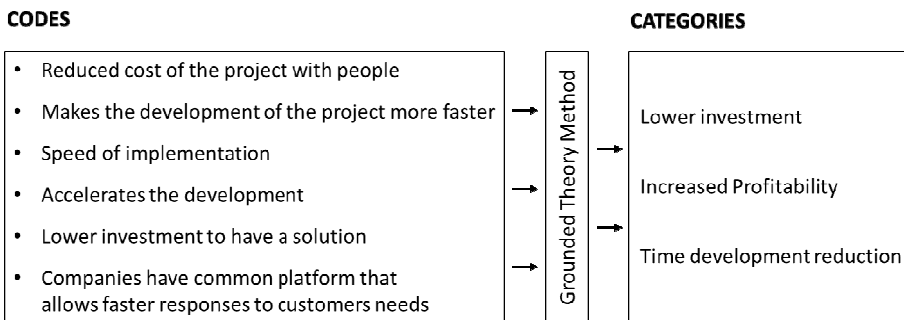 CODES
• Reduced cost of the project with people
• Makes the development of the project more faster
• Speed of implementation
• Accelerates the development
• Lower investment to have a solution
• Companies have common platform that
allows faster responses to customers needs
Grounded Theory Method
CATEGORIES
Lower investment
Increased Profitability
Time development reduction